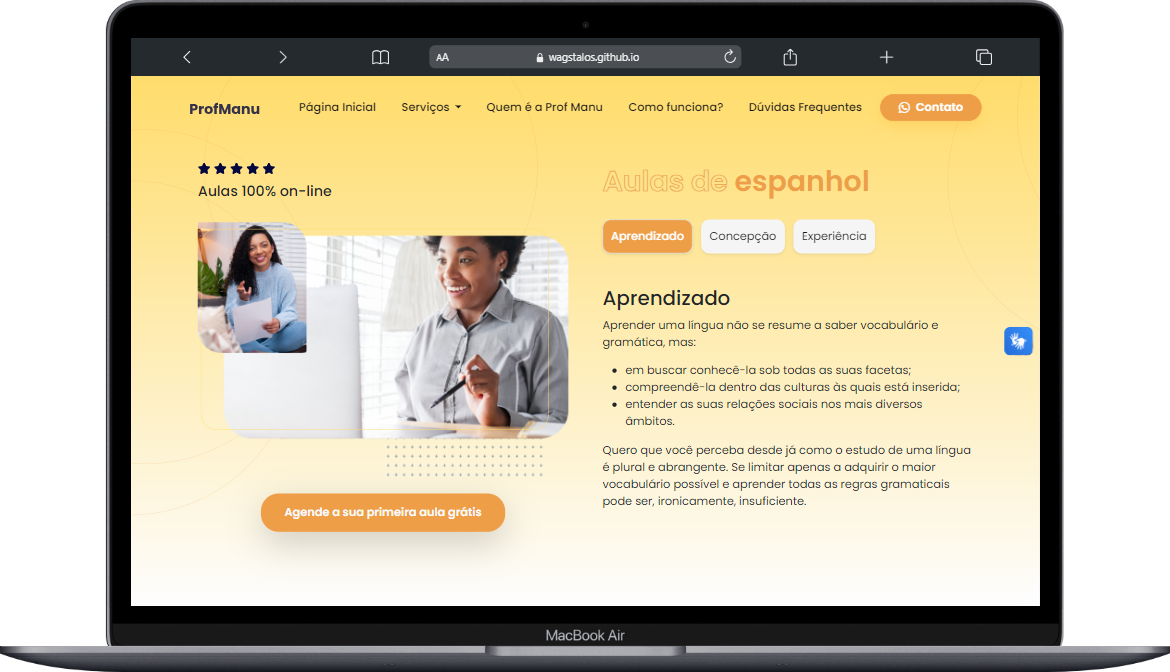 AA wagstalos.github.io
ProfManu Página Inicial Serviços Quem é a Prof Manu Como funciona? Dúvidas Frequentes Contato
Aulas 100% on-line
Aulas de espanhol
Aprendizado Concepção Experiência
Aprendizado
Aprender uma língua não se resume a saber vocabulário e
gramática, mas:
em buscar conhecê-la sob todas as suas facetas;
compreendê-la dentro das culturas às quais está inserida;
entender as suas relações sociais nos mais diversos
âmbitos.
Quero que você perceba desde já como o estudo de uma língua
é plural e abrangente. Se limitar apenas a adquirir o maior
vocabulário possível e aprender todas as regras gramaticais
pode ser, ironicamente, insuficiente.
Agende a sua primeira aula grátis
MacBook Air